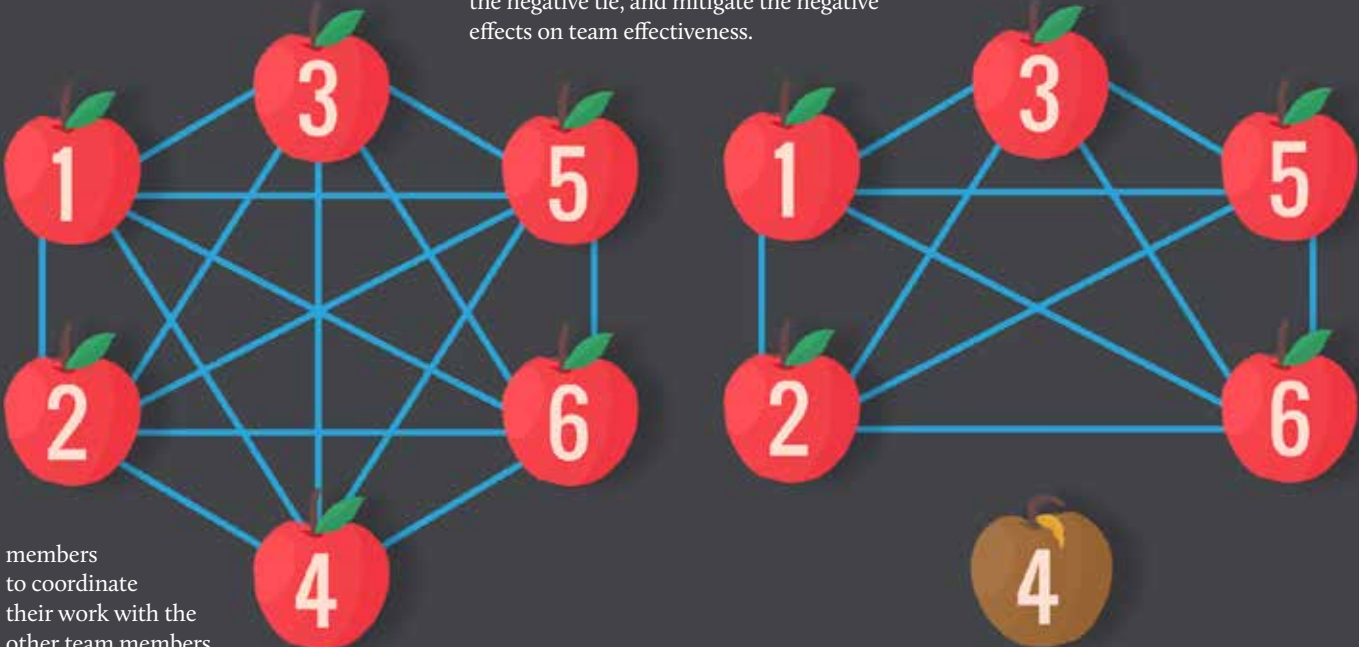 the negative tie, and mitigate the negative
effects on team effectiveness.
3
1
5
2
6
4
3
1
5
2
6
4
members
to coordinate
their work with the
other team members